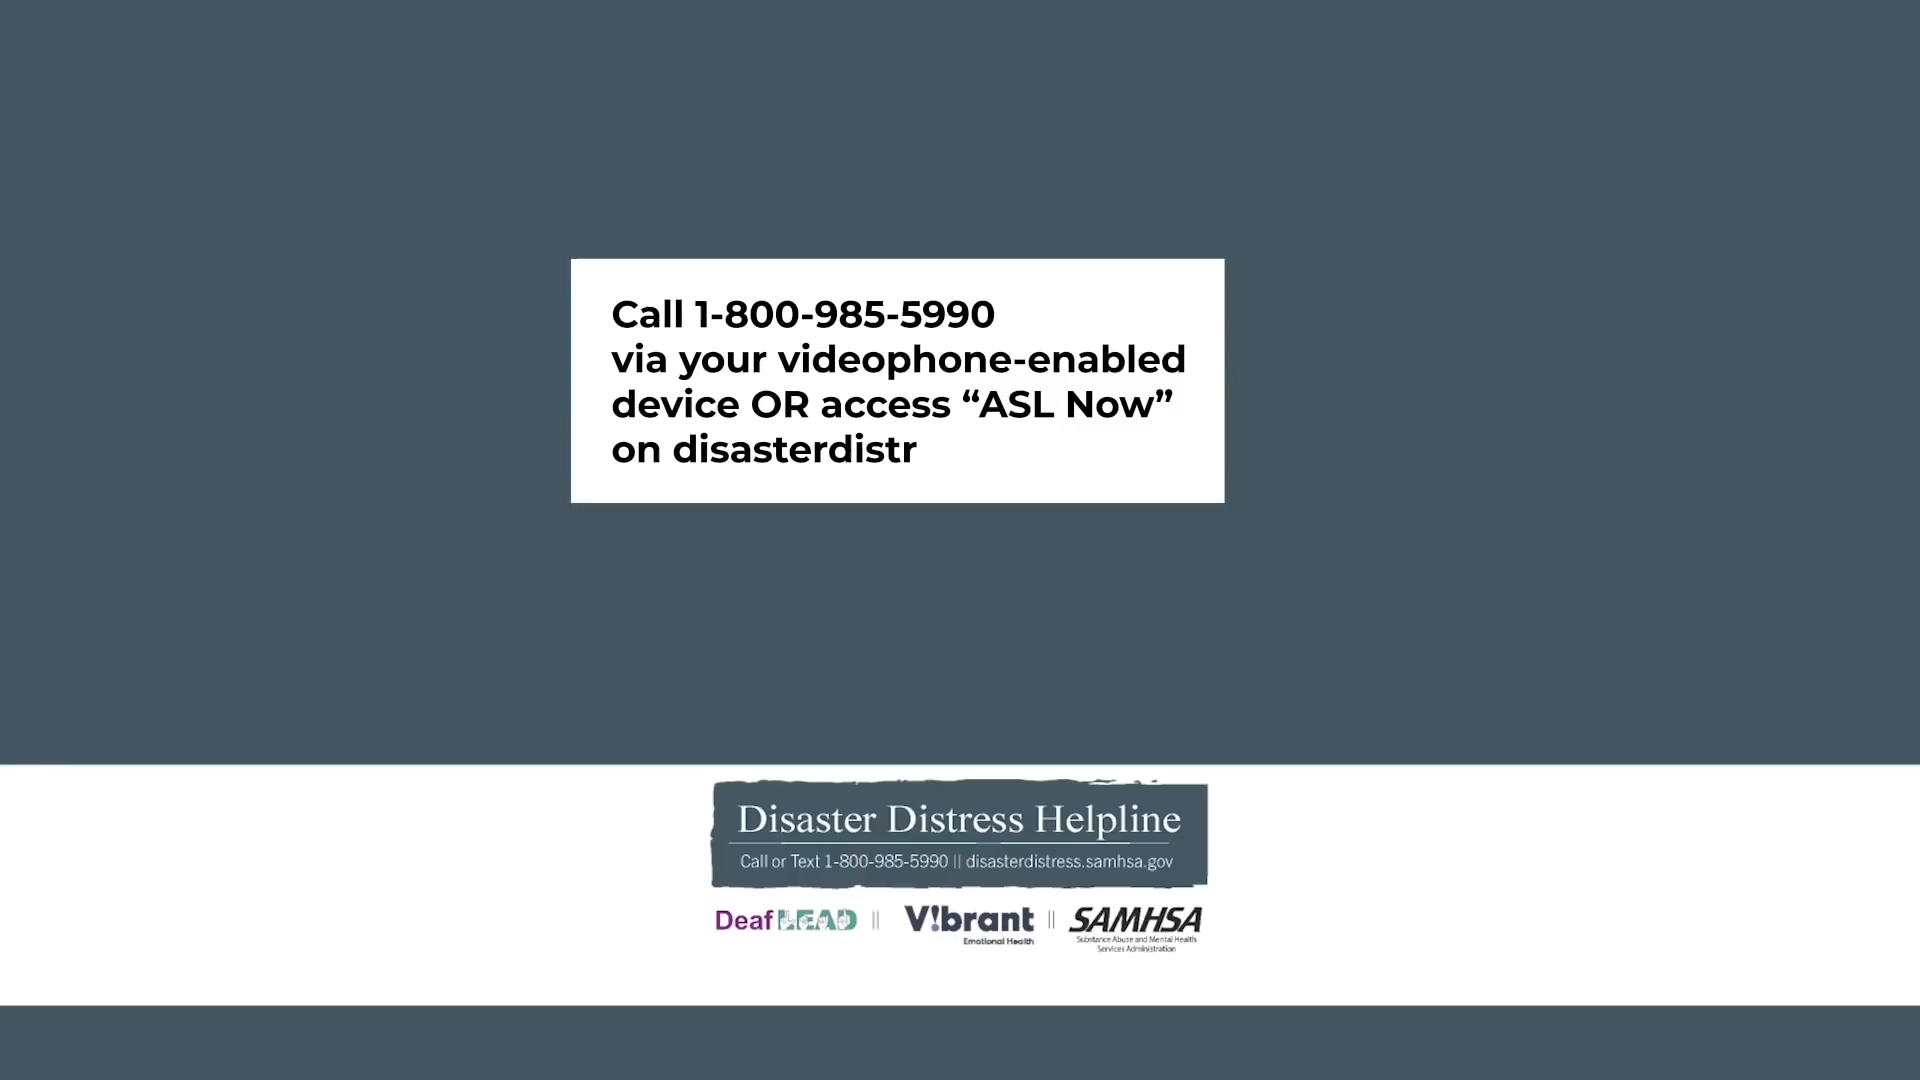 Call 1-800-985-5990
via your videophone-enabled
device OR access “ASL Now”
on disasterdistr
Disaster Distress Helpline
Call or Text 1-800-985-5990 || disasterdistress.samhsa.gov
DeafLEAD || V!brant || SAMHSA
Emotional Health
Substance Abuse and Mental Health
Services Administration